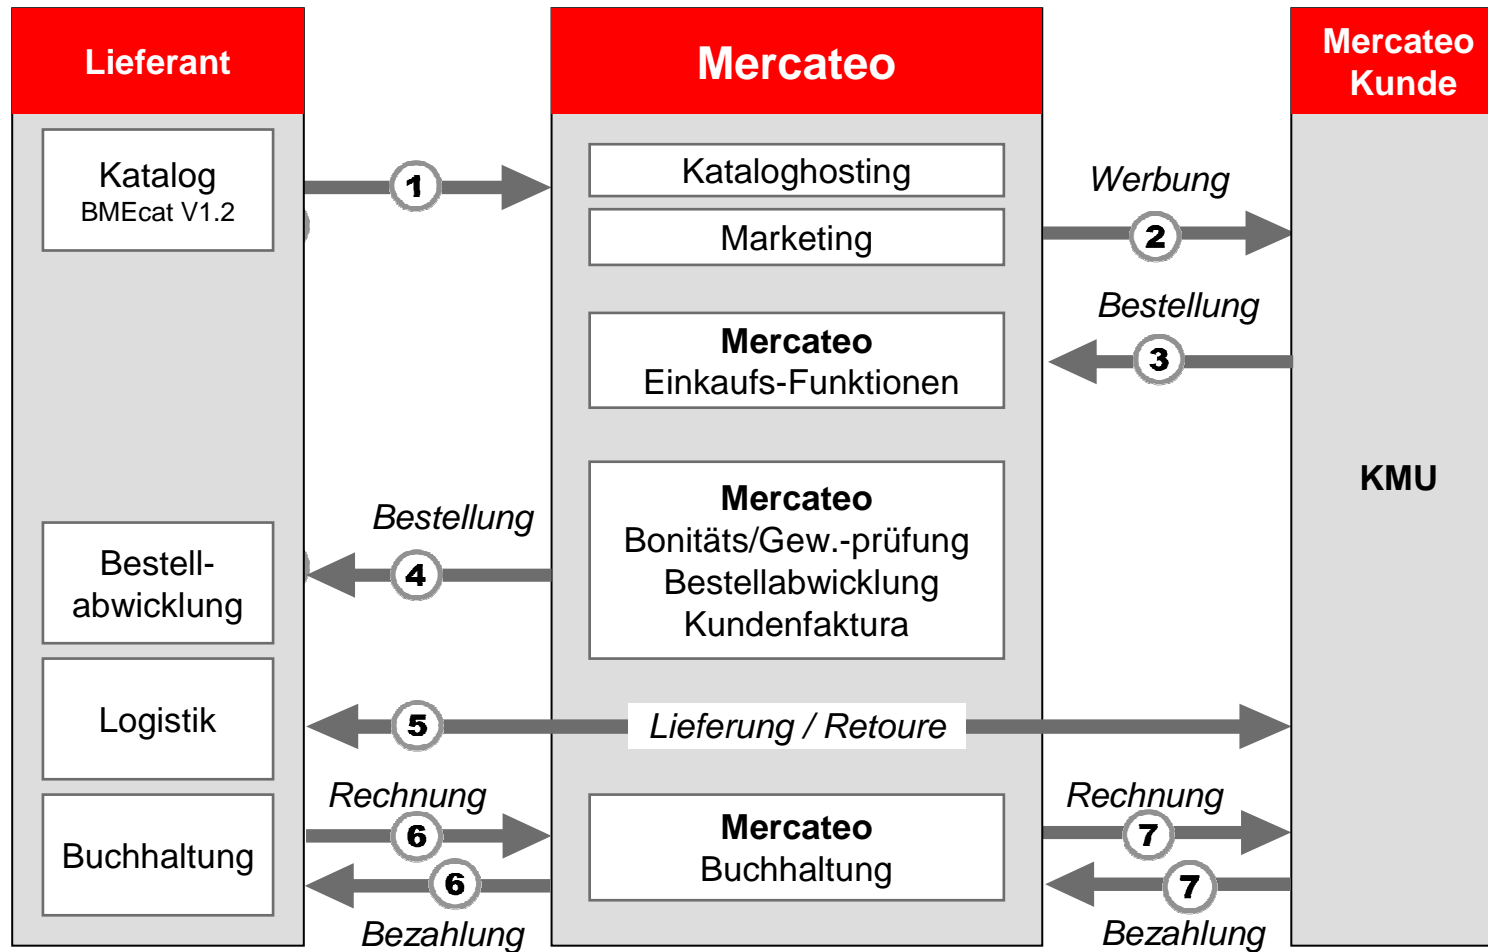 Lieferant
Mercateo
Mercateo
Kunde
Katalog
BMEcat V1.2
1
Kataloghosting
Marketing
Werbung
2
Bestellung
3
Mercateo
Einkaufs-Funktionen
KMU
Bestellung
4
Bestell-
abwicklung
Mercateo
Bonitäts/Gew.-prüfung
Bestellabwicklung
Kundenfaktura
Logistik
5
Lieferung / Retoure
Buchhaltung
Rechnung
6
6
Bezahlung
Mercateo
Buchhaltung
Rechnung
7
7
Bezahlung